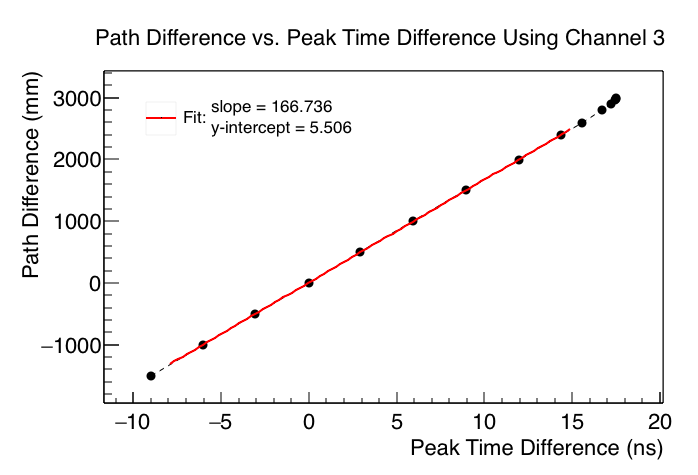 Path Difference vs. Peak Time Difference Using Channel 3
Path Difference (mm)
3000
2000
1000
0
−1000
Fit: slope = 166.736
y-intercept = 5.506
−10 −5 0 5 10 15 20
Peak Time Difference (ns)